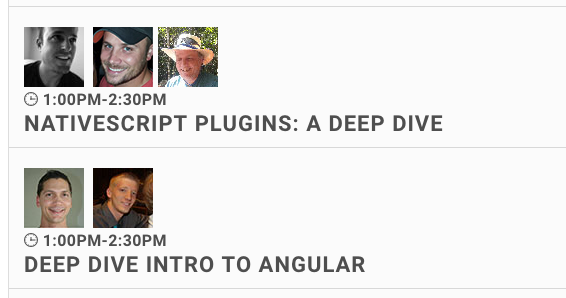 1:00PM-2:30PM
NATIVESCRIPT PLUGINS: A DEEP DIVE
1:00PM-2:30PM
DEEP DIVE INTRO TO ANGULAR